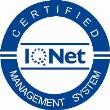 CERTIFIED
IQNet
MANAGEMENT SYSTEM